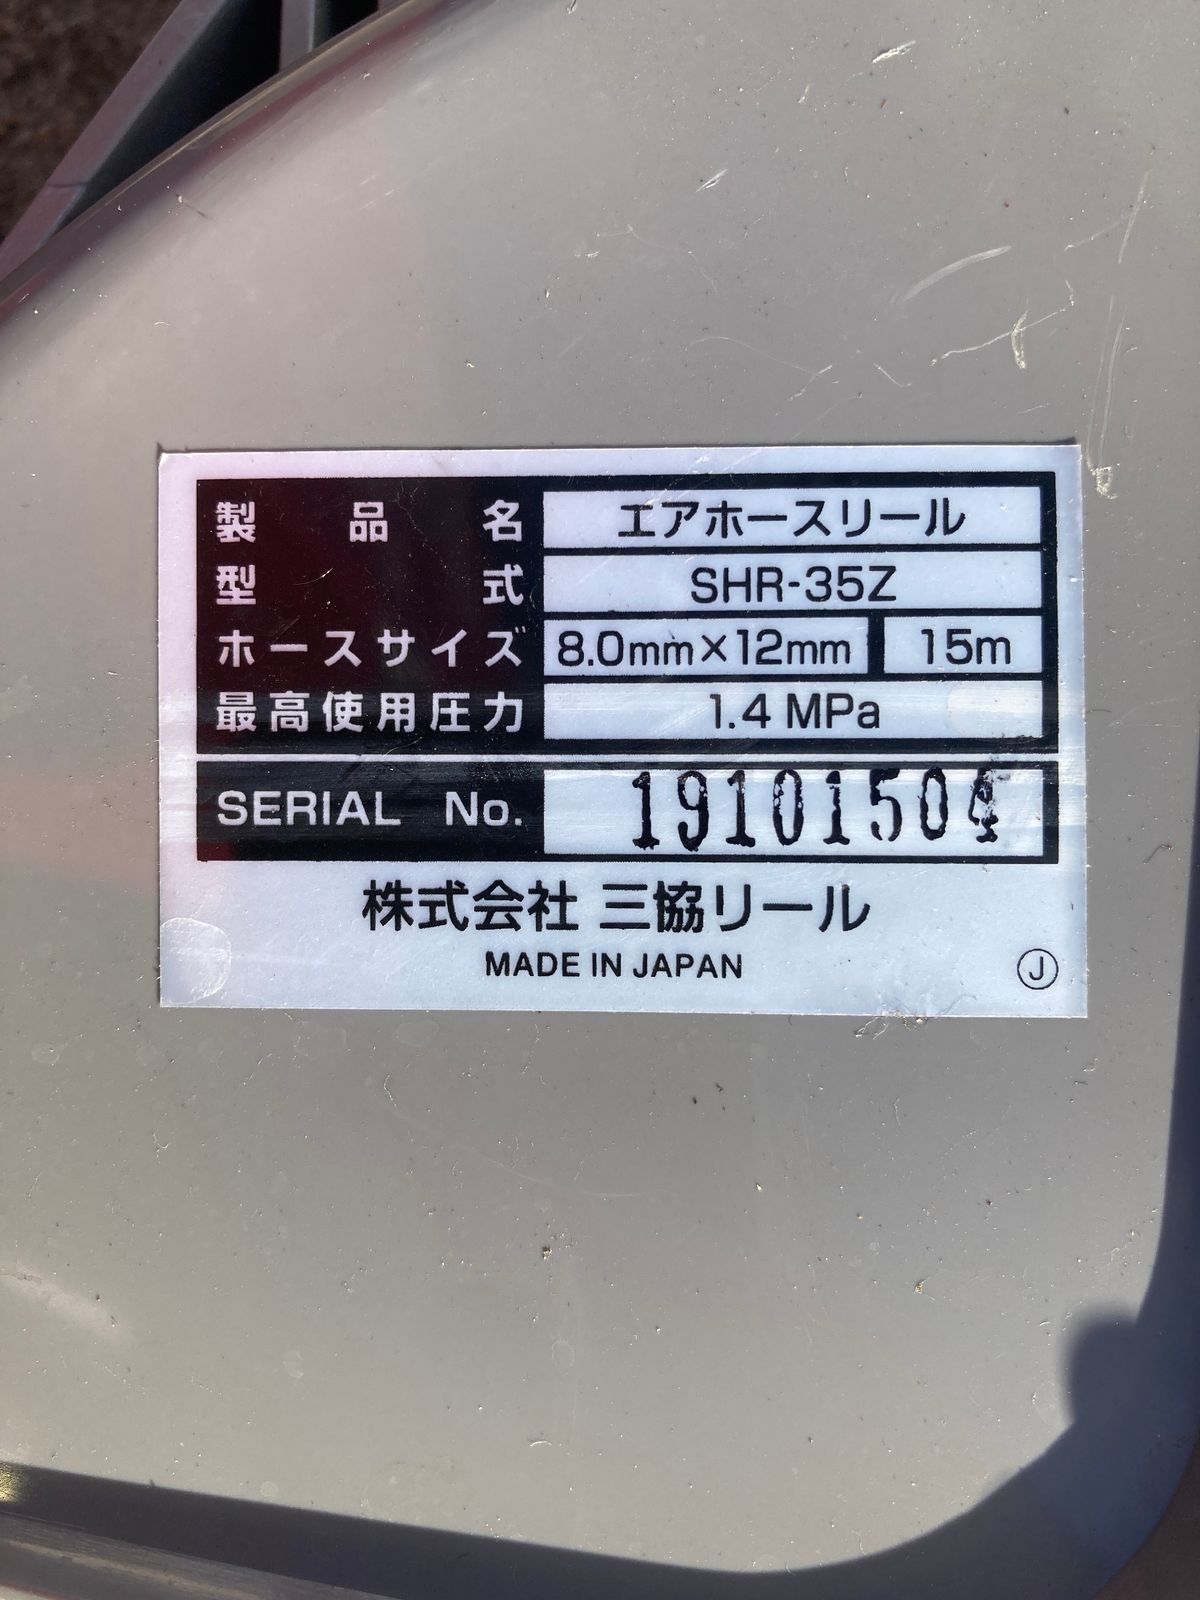 製品名 エアホースリール
型式 SHR-35Z
ホースサイズ 8.0mm×12mm 15m
最高使用圧力 1.4 MPa
SERIAL No. 19101504
株式会社 三協リール
MADE IN JAPAN
Ⓙ